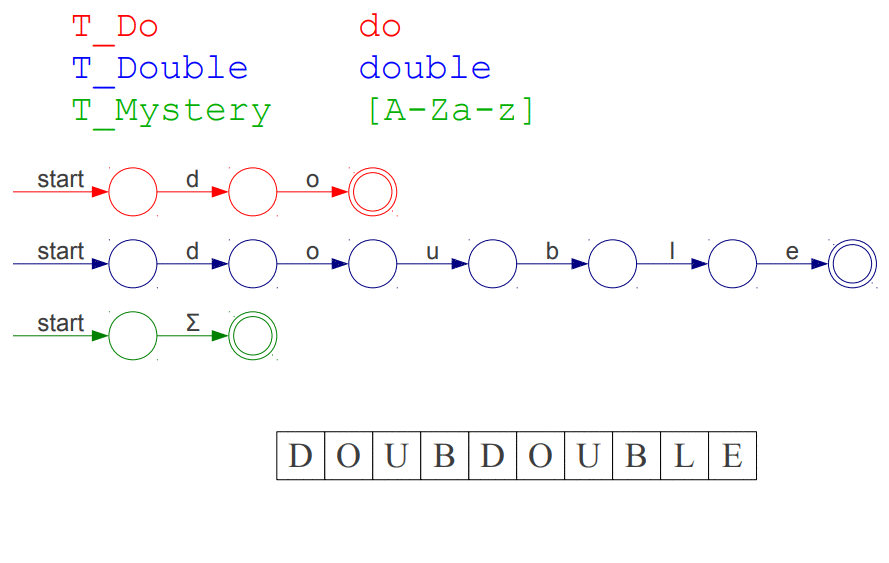 T_Do do
T_Double double
T_Mystery [A-Za-z]
start d o
start d o u b l e
start Σ
D O U B D O U B L E